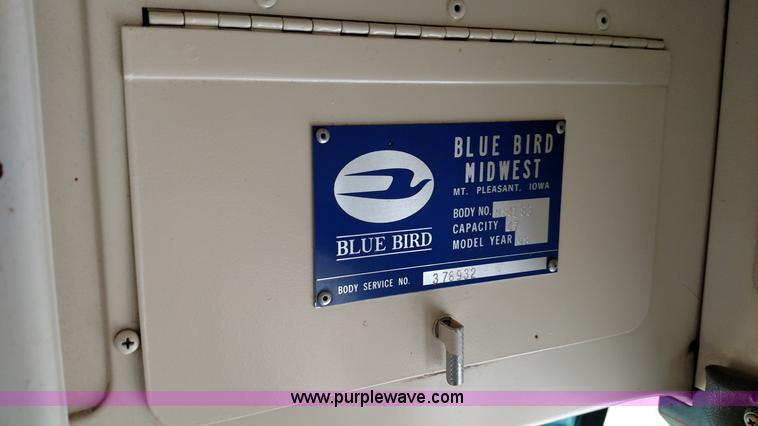 BLUE BIRD
MIDWEST
MT. PLEASANT, IOWA
BODY NO.
CAPACITY
MODEL YEAR
BLUE BIRD
BODY SERVICE NO. 378932
www.purplewave.com